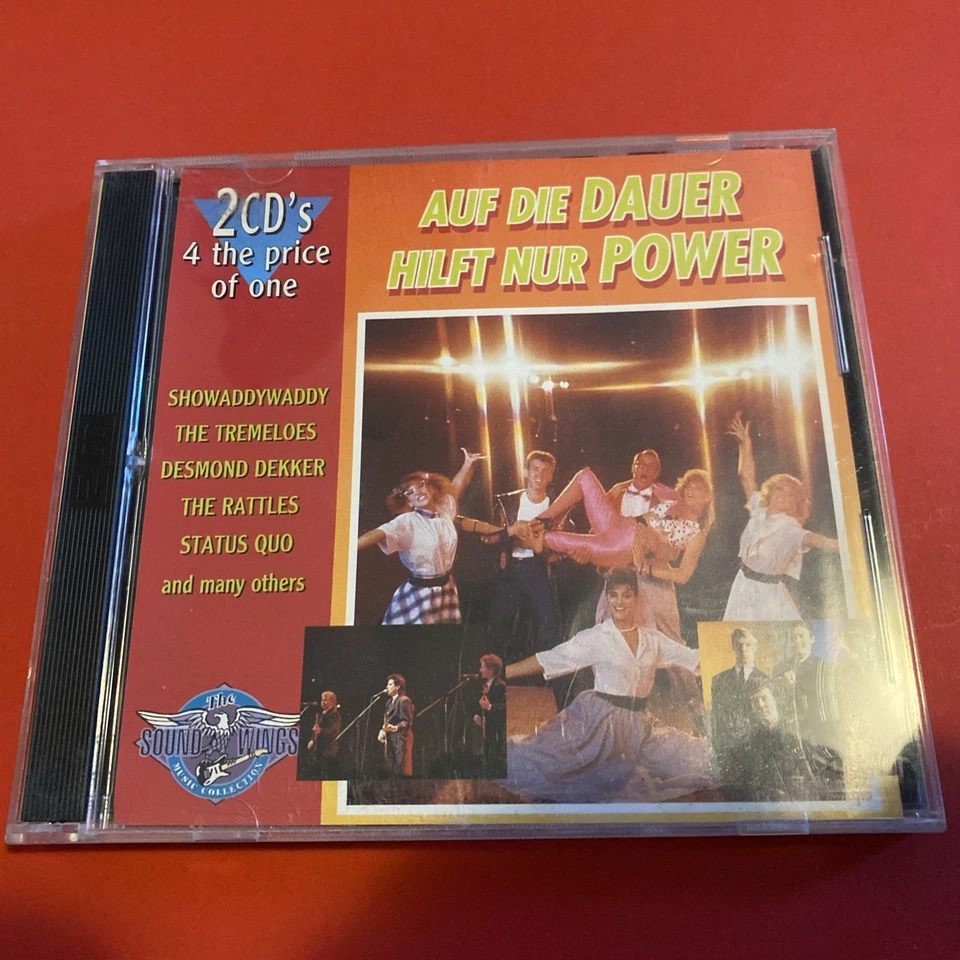 2CD's
4 the price
of one
AUF DIE DAUER
HILFT NUR POWER
SHOWADDYWADDY
THE TREMELOES
DESMOND DEKKER
THE RATTLES
STATUS QUO
and many others
The
SOUND WINGS
MUSIC COLLECTION